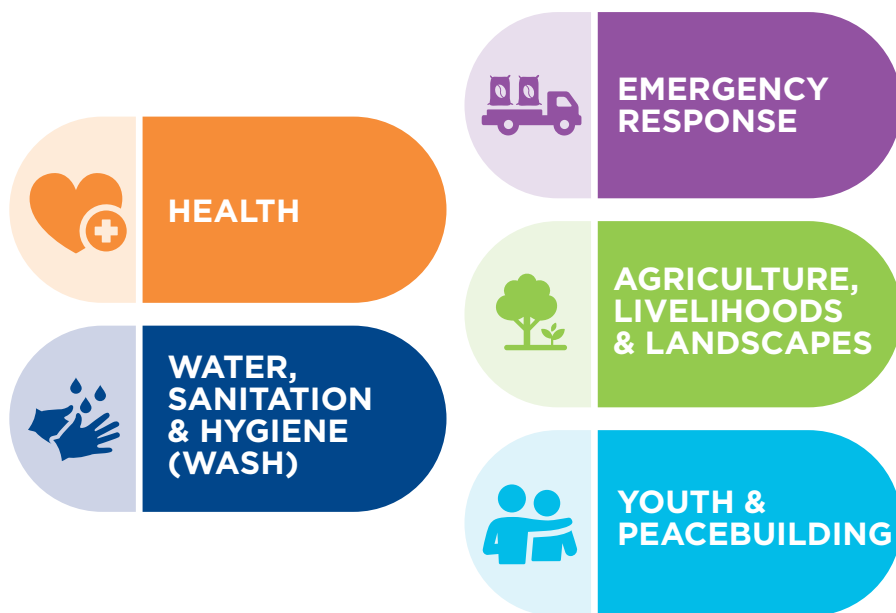 HEALTH
WATER,
SANITATION
& HYGIENE
(WASH)
EMERGENCY
RESPONSE
AGRICULTURE,
LIVELIHOODS
& LANDSCAPES
YOUTH &
PEACEBUILDING